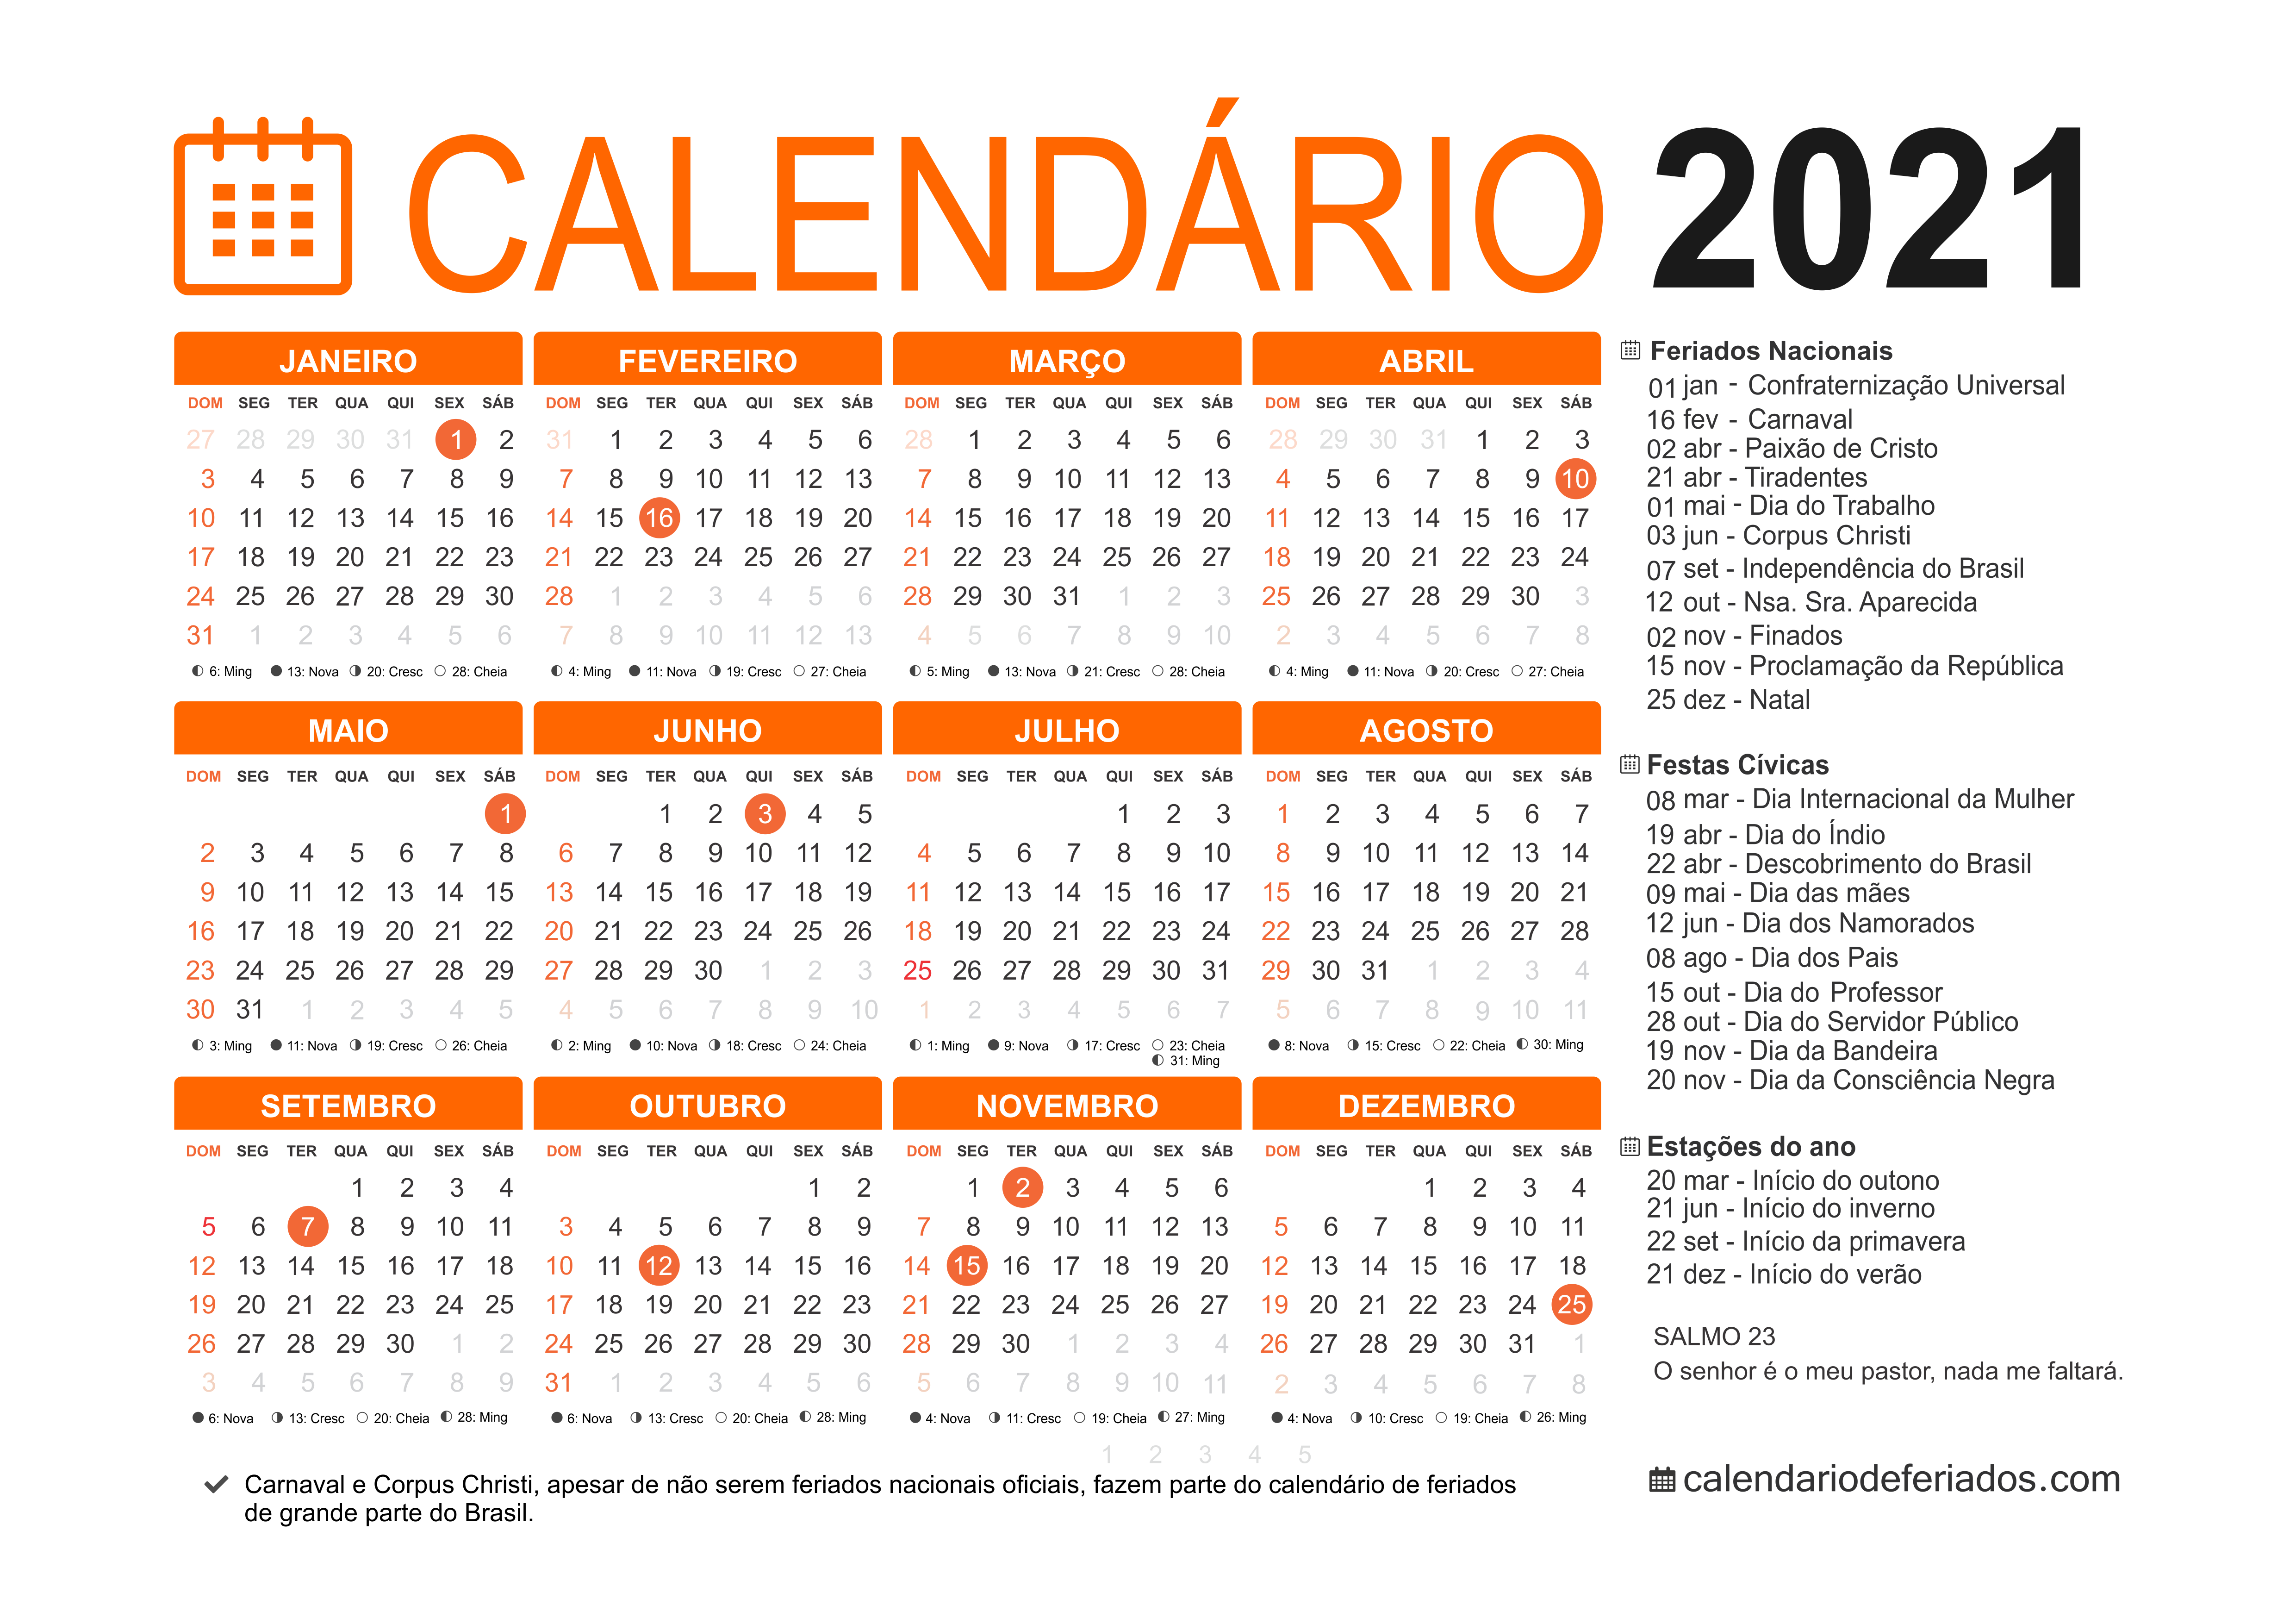 CALENDÁRIO 2021
JANEIRO
DOM SEG TER QUA QUI SEX SÁB
27 28 29 30 31 1 2
3 4 5 6 7 8 9
10 11 12 13 14 15 16
17 18 19 20 21 22 23
24 25 26 27 28 29 30
31 1 2 3 4 5 6
6: Ming 13: Nova 20: Cresc 28: Cheia
FEVEREIRO
DOM SEG TER QUA QUI SEX SÁB
31 1 2 3 4 5 6
7 8 9 10 11 12 13
14 15 16 17 18 19 20
21 22 23 24 25 26 27
28 1 2 3 4 5 6
7 8 9 10 11 12 13
4: Ming 11: Nova 19: Cresc 27: Cheia
MARÇO
DOM SEG TER QUA QUI SEX SÁB
28 1 2 3 4 5 6
7 8 9 10 11 12 13
14 15 16 17 18 19 20
21 22 23 24 25 26 27
28 29 30 31 1 2 3
4 5 6 7 8 9 10
5: Ming 13: Nova 21: Cresc 28: Cheia
ABRIL
DOM SEG TER QUA QUI SEX SÁB
28 29 30 31 1 2 3
4 5 6 7 8 9 10
11 12 13 14 15 16 17
18 19 20 21 22 23 24
25 26 27 28 29 30 3
2 3 4 5 6 7 8
4: Ming 11: Nova 20: Cresc 27: Cheia
MAIO
DOM SEG TER QUA QUI SEX SÁB
1
2 3 4 5 6 7 8
9 10 11 12 13 14 15
16 17 18 19 20 21 22
23 24 25 26 27 28 29
30 31 1 2 3 4 5
3: Ming 11: Nova 19: Cresc 26: Cheia
JUNHO
DOM SEG TER QUA QUI SEX SÁB
1 2 3 4 5
6 7 8 9 10 11 12
13 14 15 16 17 18 19
20 21 22 23 24 25 26
27 28 29 30 1 2 3
4 5 6 7 8 9 10
2: Ming 10: Nova 18: Cresc 24: Cheia
JULHO
DOM SEG TER QUA QUI SEX SÁB
1 2 3
4 5 6 7 8 9 10
11 12 13 14 15 16 17
18 19 20 21 22 23 24
25 26 27 28 29 30 31
1 2 3 4 5 6 7
1: Ming 9: Nova 17: Cresc 23: Cheia
31: Ming
AGOSTO
DOM SEG TER QUA QUI SEX SÁB
1 2 3 4 5 6 7
8 9 10 11 12 13 14
15 16 17 18 19 20 21
22 23 24 25 26 27 28
29 30 31 1 2 3 4
5 6 7 8 9 10 11
8: Nova 15: Cresc 22: Cheia 30: Ming
SETEMBRO
DOM SEG TER QUA QUI SEX SÁB
1 2 3 4
5 6 7 8 9 10 11
12 13 14 15 16 17 18
19 20 21 22 23 24 25
26 27 28 29 30 1 2
3 4 5 6 7 8 9
6: Nova 13: Cresc 20: Cheia 28: Ming
OUTUBRO
DOM SEG TER QUA QUI SEX SÁB
1 2
3 4 5 6 7 8 9
10 11 12 13 14 15 16
17 18 19 20 21 22 23
24 25 26 27 28 29 30
31 1 2 3 4 5 6
6: Nova 13: Cresc 20: Cheia 28: Ming
NOVEMBRO
DOM SEG TER QUA QUI SEX SÁB
1 2 3 4 5 6
7 8 9 10 11 12 13
14 15 16 17 18 19 20
21 22 23 24 25 26 27
28 29 30 1 2 3 4
5 6 7 8 9 10 11
4: Nova 11: Cresc 19: Cheia 27: Ming
DEZEMBRO
DOM SEG TER QUA QUI SEX SÁB
1 2 3 4
5 6 7 8 9 10 11
12 13 14 15 16 17 18
19 20 21 22 23 24 25
26 27 28 29 30 31 1
2 3 4 5 6 7 8
4: Nova 10: Cresc 19: Cheia 26: Ming
1 2 3 4 5
Carnaval e Corpus Christi, apesar de não serem feriados nacionais oficiais, fazem parte do calendário de feriados
de grande parte do Brasil.
Feriados Nacionais
01 jan - Confraternização Universal
16 fev - Carnaval
02 abr - Paixão de Cristo
21 abr - Tiradentes
01 mai - Dia do Trabalho
03 jun - Corpus Christi
07 set - Independência do Brasil
12 out - Nsa. Sra. Aparecida
02 nov - Finados
15 nov - Proclamação da República
25 dez - Natal
Festas Cívicas
08 mar - Dia Internacional da Mulher
19 abr - Dia do Índio
22 abr - Descobrimento do Brasil
09 mai - Dia das mães
12 jun - Dia dos Namorados
08 ago - Dia dos Pais
15 out - Dia do Professor
28 out - Dia do Servidor Público
19 nov - Dia da Bandeira
20 nov - Dia da Consciência Negra
Estações do ano
20 mar - Início do outono
21 jun - Início do inverno
22 set - Início da primavera
21 dez - Início do verão
SALMO 23
O senhor é o meu pastor, nada me faltará.
calendariodeferiados.com